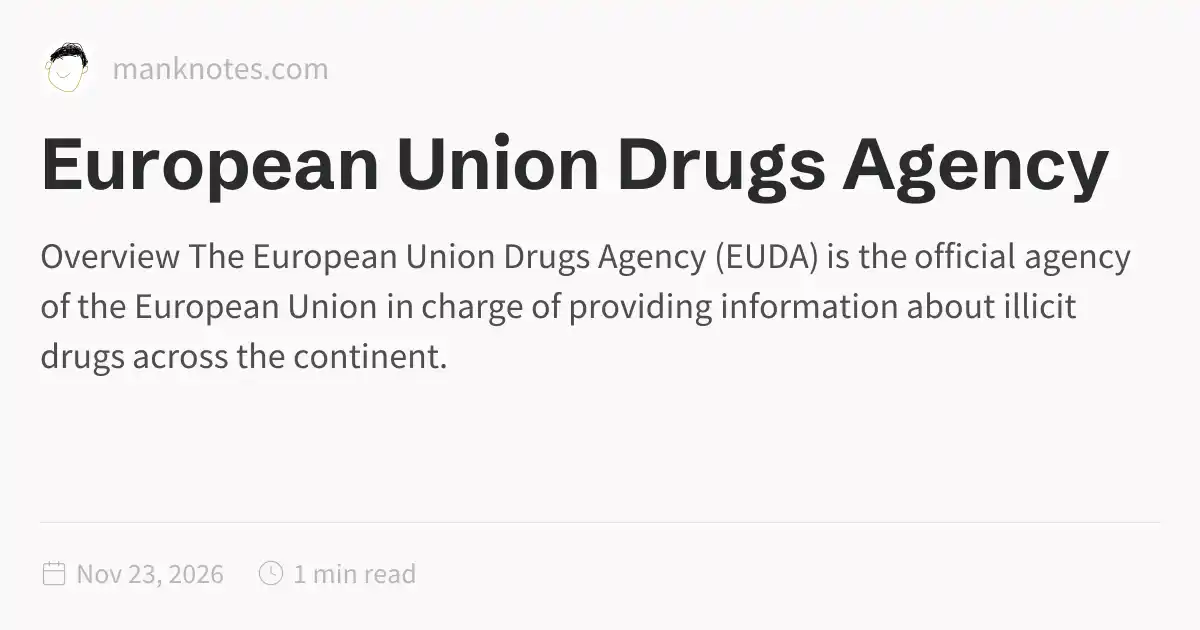 manknotes.com
European Union Drugs Agency
Overview The European Union Drugs Agency (EUDA) is the official agency
of the European Union in charge of providing information about illicit
drugs across the continent.
Nov 23, 2026 1 min read